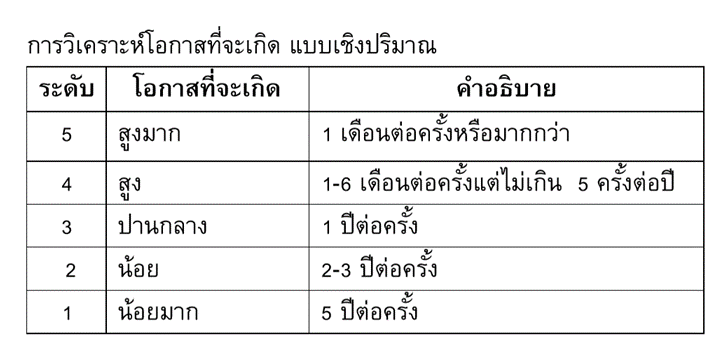 การวิเคราะห์โอกาสที่จะเกิด แบบเชิงปริมาณ
ระดับ โอกาสที่จะเกิด คำอธิบาย
5 สูงมาก 1 เดือนต่อครั้งหรือมากกว่า
4 สูง 1-6 เดือนต่อครั้งแต่ไม่เกิน 5 ครั้งต่อปี
3 ปานกลาง 1 ปีต่อครั้ง
2 น้อย 2-3 ปีต่อครั้ง
1 น้อยมาก 5 ปีต่อครั้ง